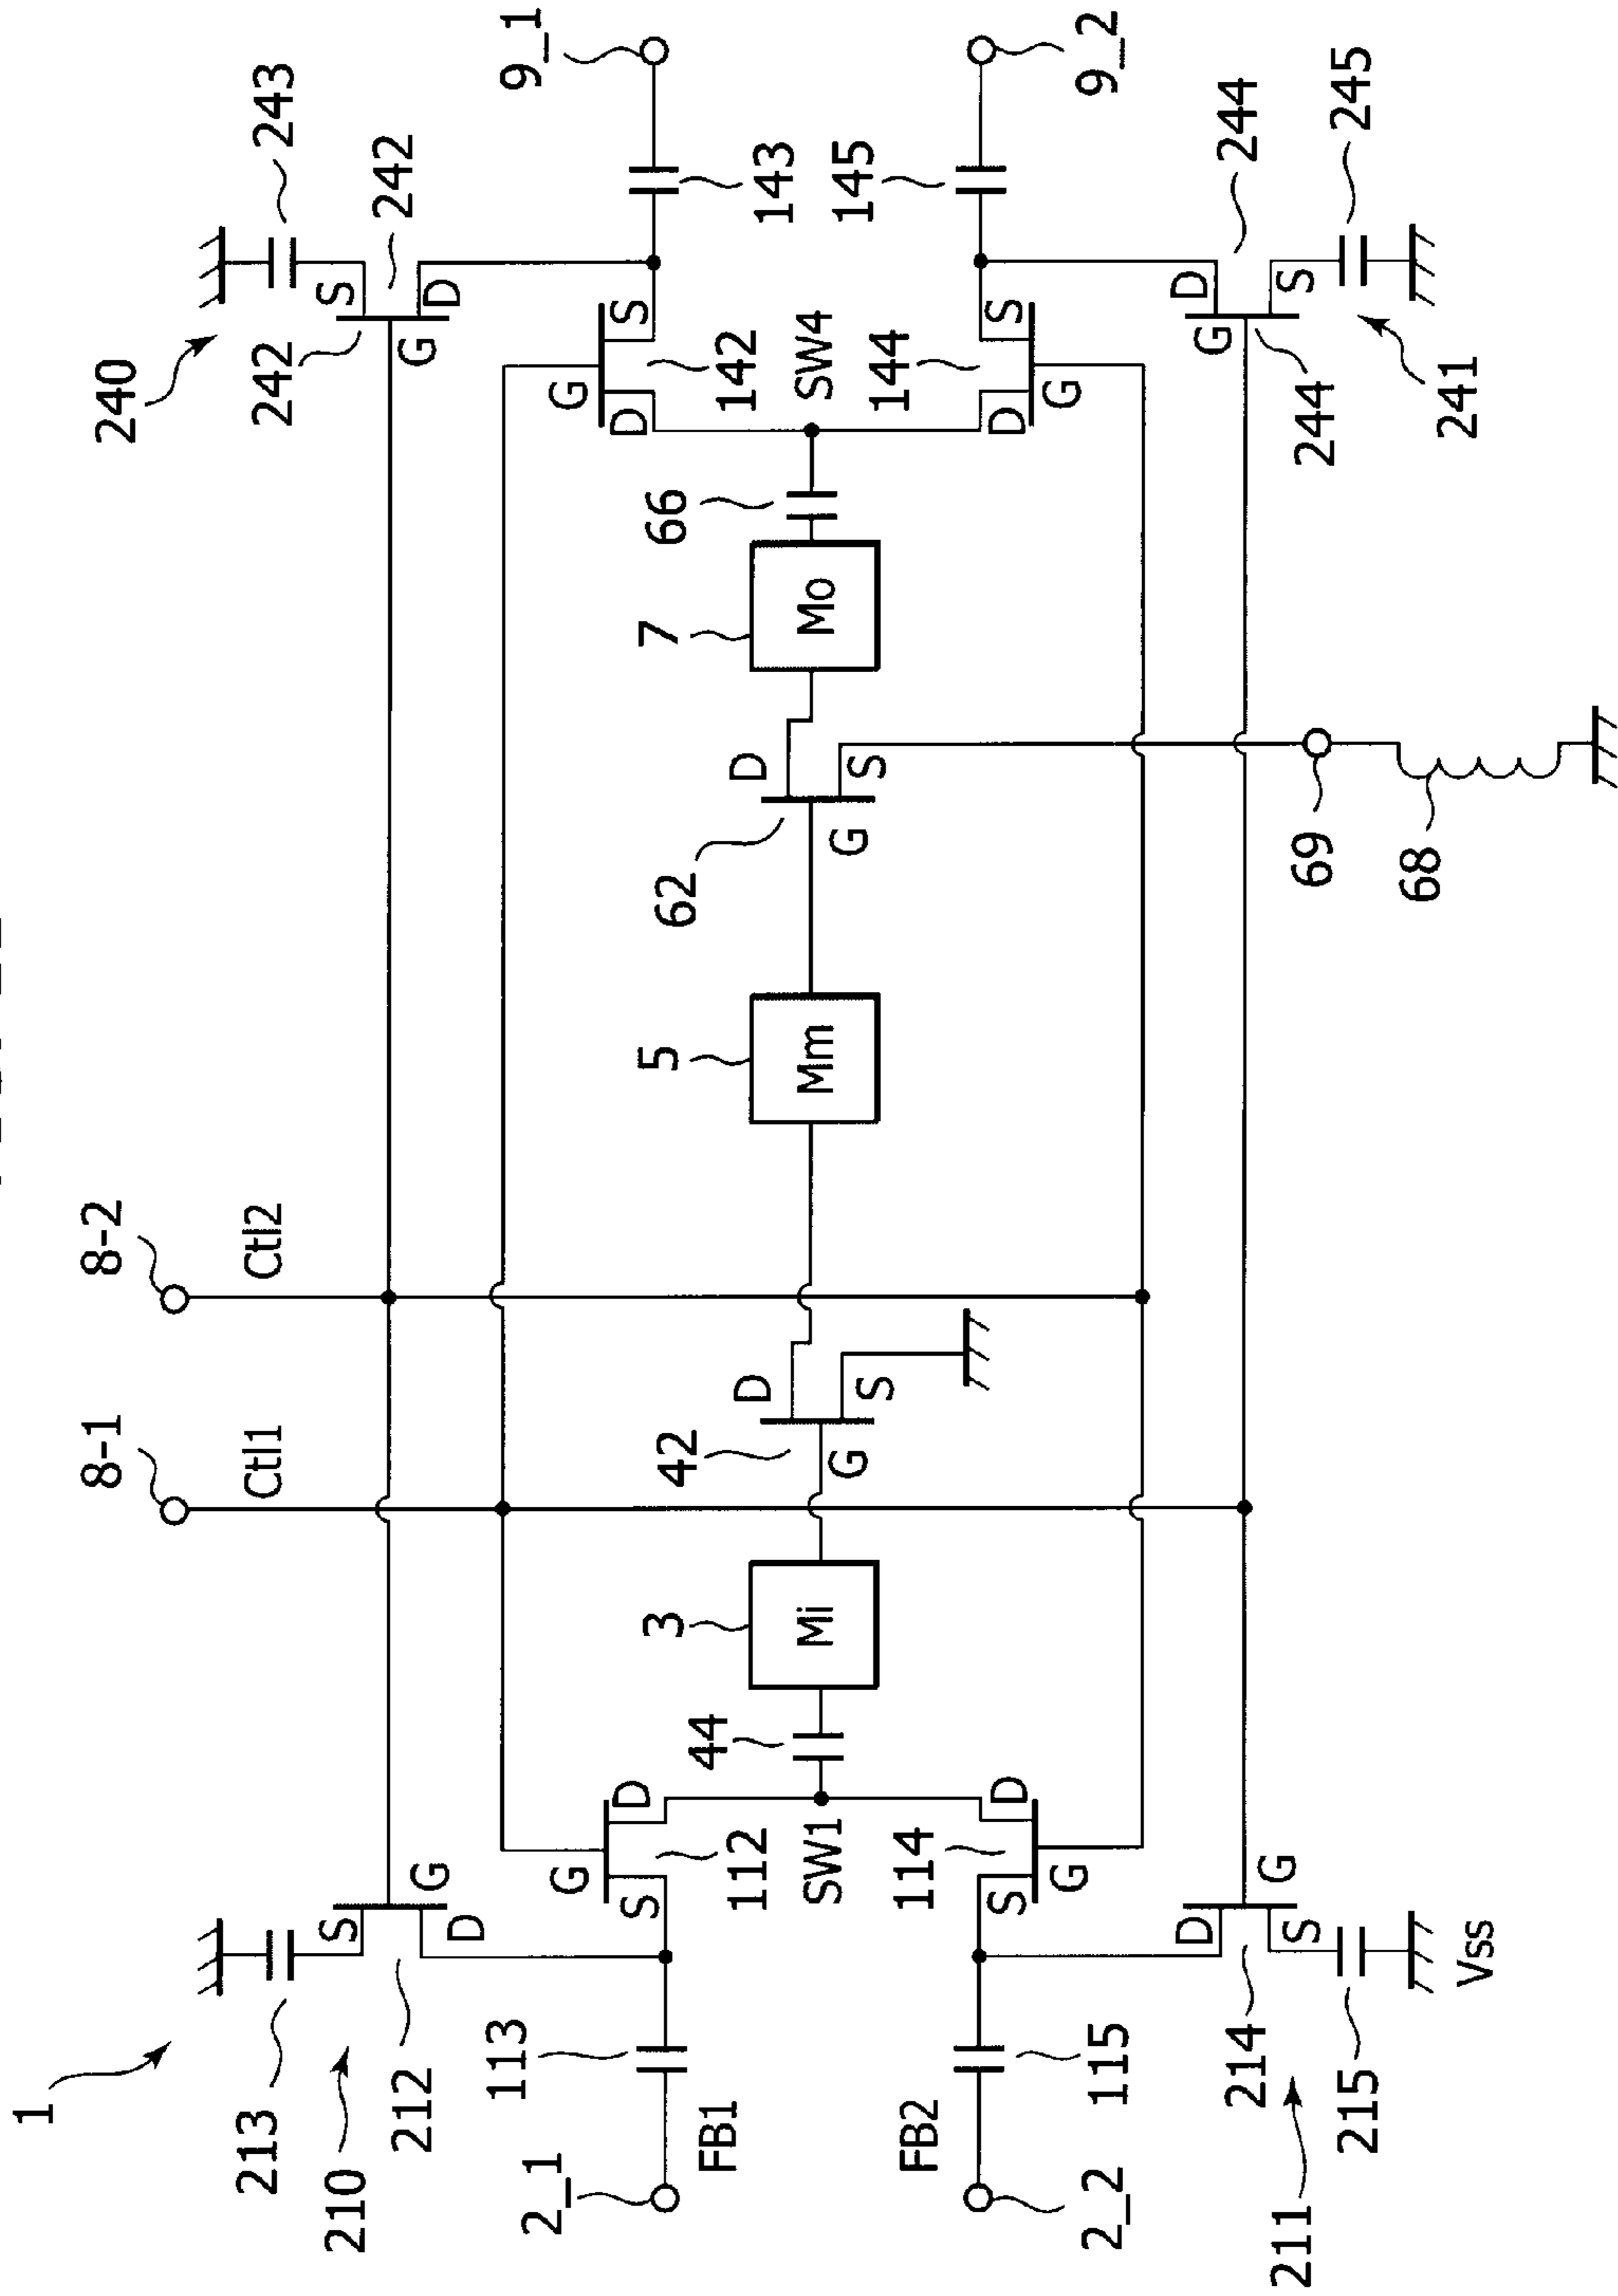 1
8-1
8-2
Ctl1
Ctl2
240
243
242
242
S
D
G
9_1
143
213
S
G
D
212
210
113
2_1
FB1
G
D
S
112
SW1
44
3
Mi
42
D
G
S
5
Mm
62
D
G
S
7
Mo
66
G
D
S
142
SW4
144
D
S
G
145
9_2
114
D
S
G
FB2
2_2
115
D
G
S
214
211
215
Vss
69
68
D
G
S
244
244
245
241